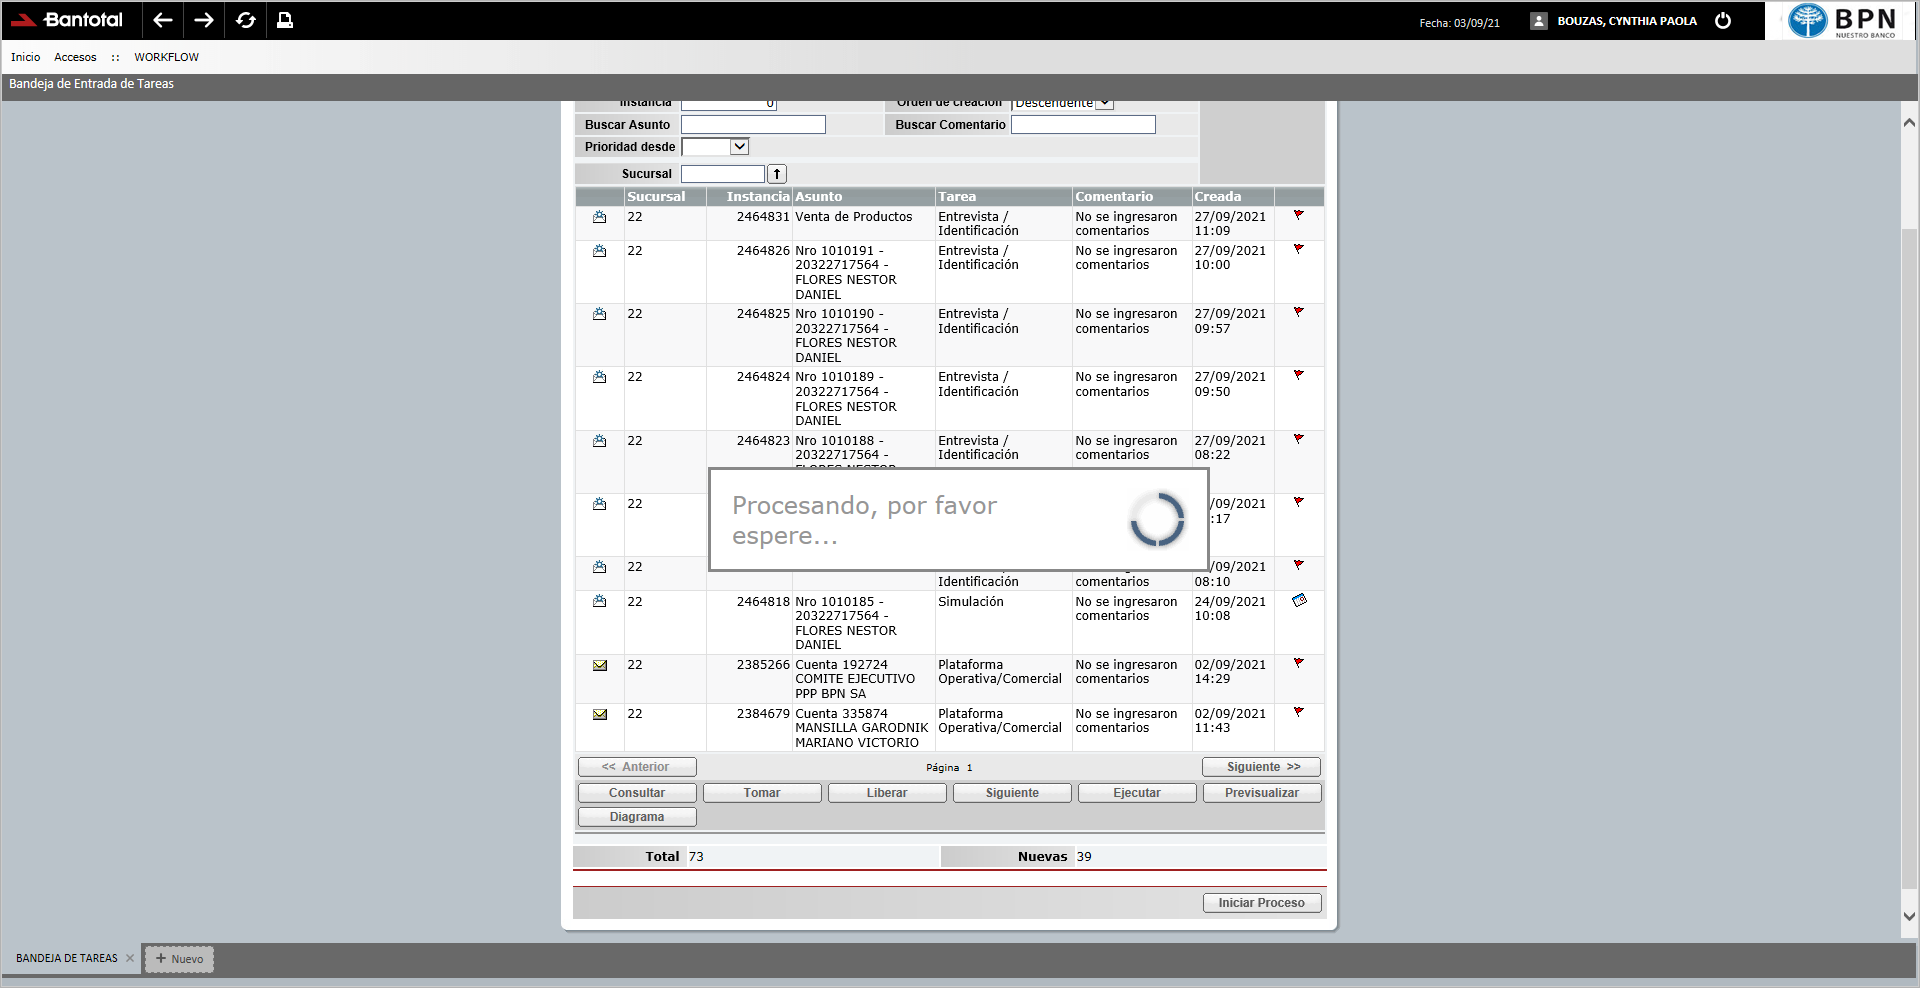 Bantotal
Fecha: 03/09/21
BOUZAS, CYNTHIA PAOLA
BPN
NUESTRO BANCO
Inicio Accesos :: WORKFLOW
Bandeja de Entrada de Tareas
Instancia 0 Orden de creación Descendente
Buscar Asunto Buscar Comentario
Prioridad desde
Sucursal
Sucursal Instancia Asunto Tarea Comentario Creada
22 2464831 Venta de Productos Entrevista / No se ingresaron 27/09/2021
Identificación comentarios 11:09
22 2464826 Nro 1010191 - Entrevista / No se ingresaron 27/09/2021
20322717564 - Identificación comentarios 10:00
FLORES NESTOR
DANIEL
22 2464825 Nro 1010190 - Entrevista / No se ingresaron 27/09/2021
20322717564 - Identificación comentarios 09:57
FLORES NESTOR
DANIEL
22 2464824 Nro 1010189 - Entrevista / No se ingresaron 27/09/2021
20322717564 - Identificación comentarios 09:50
FLORES NESTOR
DANIEL
22 2464823 Nro 1010188 - Entrevista / No se ingresaron 27/09/2021
20322717564 - Identificación comentarios 08:22
FLORES NESTOR
Procesando, por favor
espere...
22 /09/2021
:17
22 /09/2021
Identificación comentarios 08:10
22 2464818 Nro 1010185 - Simulación No se ingresaron 24/09/2021
20322717564 - comentarios 10:08
FLORES NESTOR
DANIEL
22 2385266 Cuenta 192724 Plataforma No se ingresaron 02/09/2021
COMITE EJECUTIVO Operativa/Comercial comentarios 14:29
PPP BPN SA
22 2384679 Cuenta 335874 Plataforma No se ingresaron 02/09/2021
MANSILLA GARODNIK Operativa/Comercial comentarios 11:43
MARIANO VICTORIO
<< Anterior Página 1 Siguiente >>
Consultar Tomar Liberar Siguiente Ejecutar Previsualizar
Diagrama
Total 73 Nuevas 39
Iniciar Proceso
BANDEJA DE TAREAS × + Nuevo